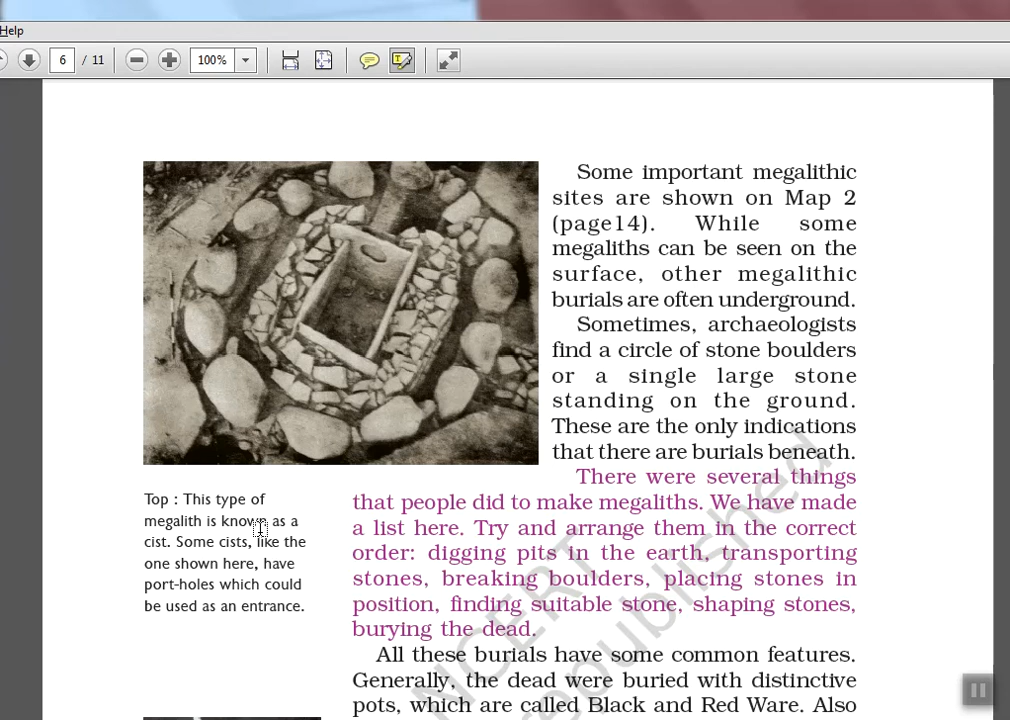 Help
6 / 11
100%
Some important megalithic
sites are shown on Map 2
(page14). While some
megaliths can be seen on the
surface, other megalithic
burials are often underground.
Sometimes, archaeologists
find a circle of stone boulders
or a single large stone
standing on the ground.
These are the only indications
that there are burials beneath.
Top : This type of
megalith is known as a
cist. Some cists, like the
one shown here, have
port-holes which could
be used as an entrance.
There were several things
that people did to make megaliths. We have made
a list here. Try and arrange them in the correct
order: digging pits in the earth, transporting
stones, breaking boulders, placing stones in
position, finding suitable stone, shaping stones,
burying the dead.
All these burials have some common features.
Generally, the dead were buried with distinctive
pots, which are called Black and Red Ware. Also
NCERT
republished